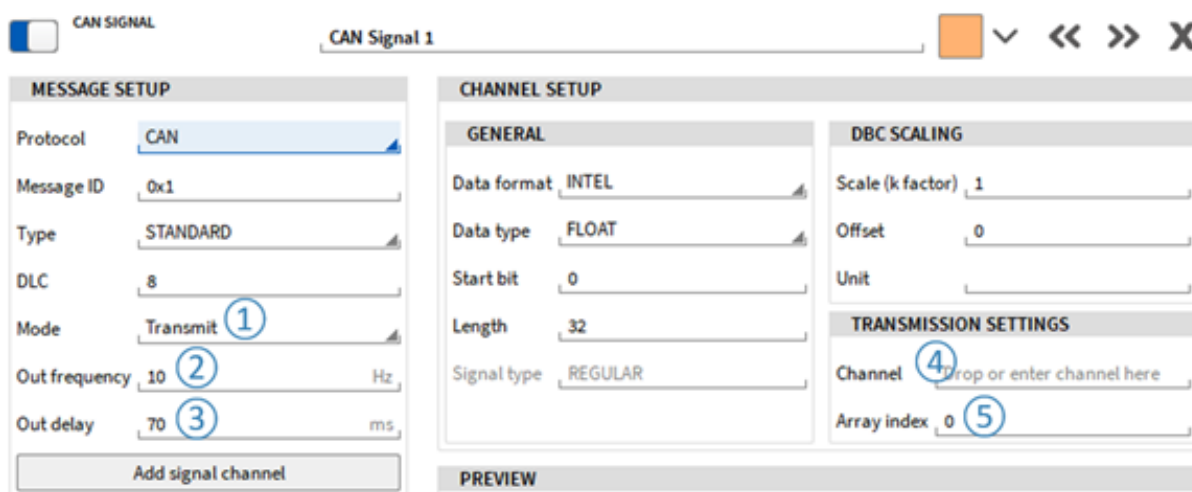 CAN SIGNAL
CAN Signal 1
MESSAGE SETUP
Protocol CAN
Message ID 0x1
Type STANDARD
DLC 8
Mode Transmit 1
Out frequency 10 2 Hz
Out delay 70 3 ms
Add signal channel
CHANNEL SETUP
GENERAL
Data format INTEL
Data type FLOAT
Start bit 0
Length 32
Signal type REGULAR
DBC SCALING
Scale (k factor) 1
Offset 0
Unit
TRANSMISSION SETTINGS
Channel 4 Drop or enter channel here
Array index 0 5
PREVIEW